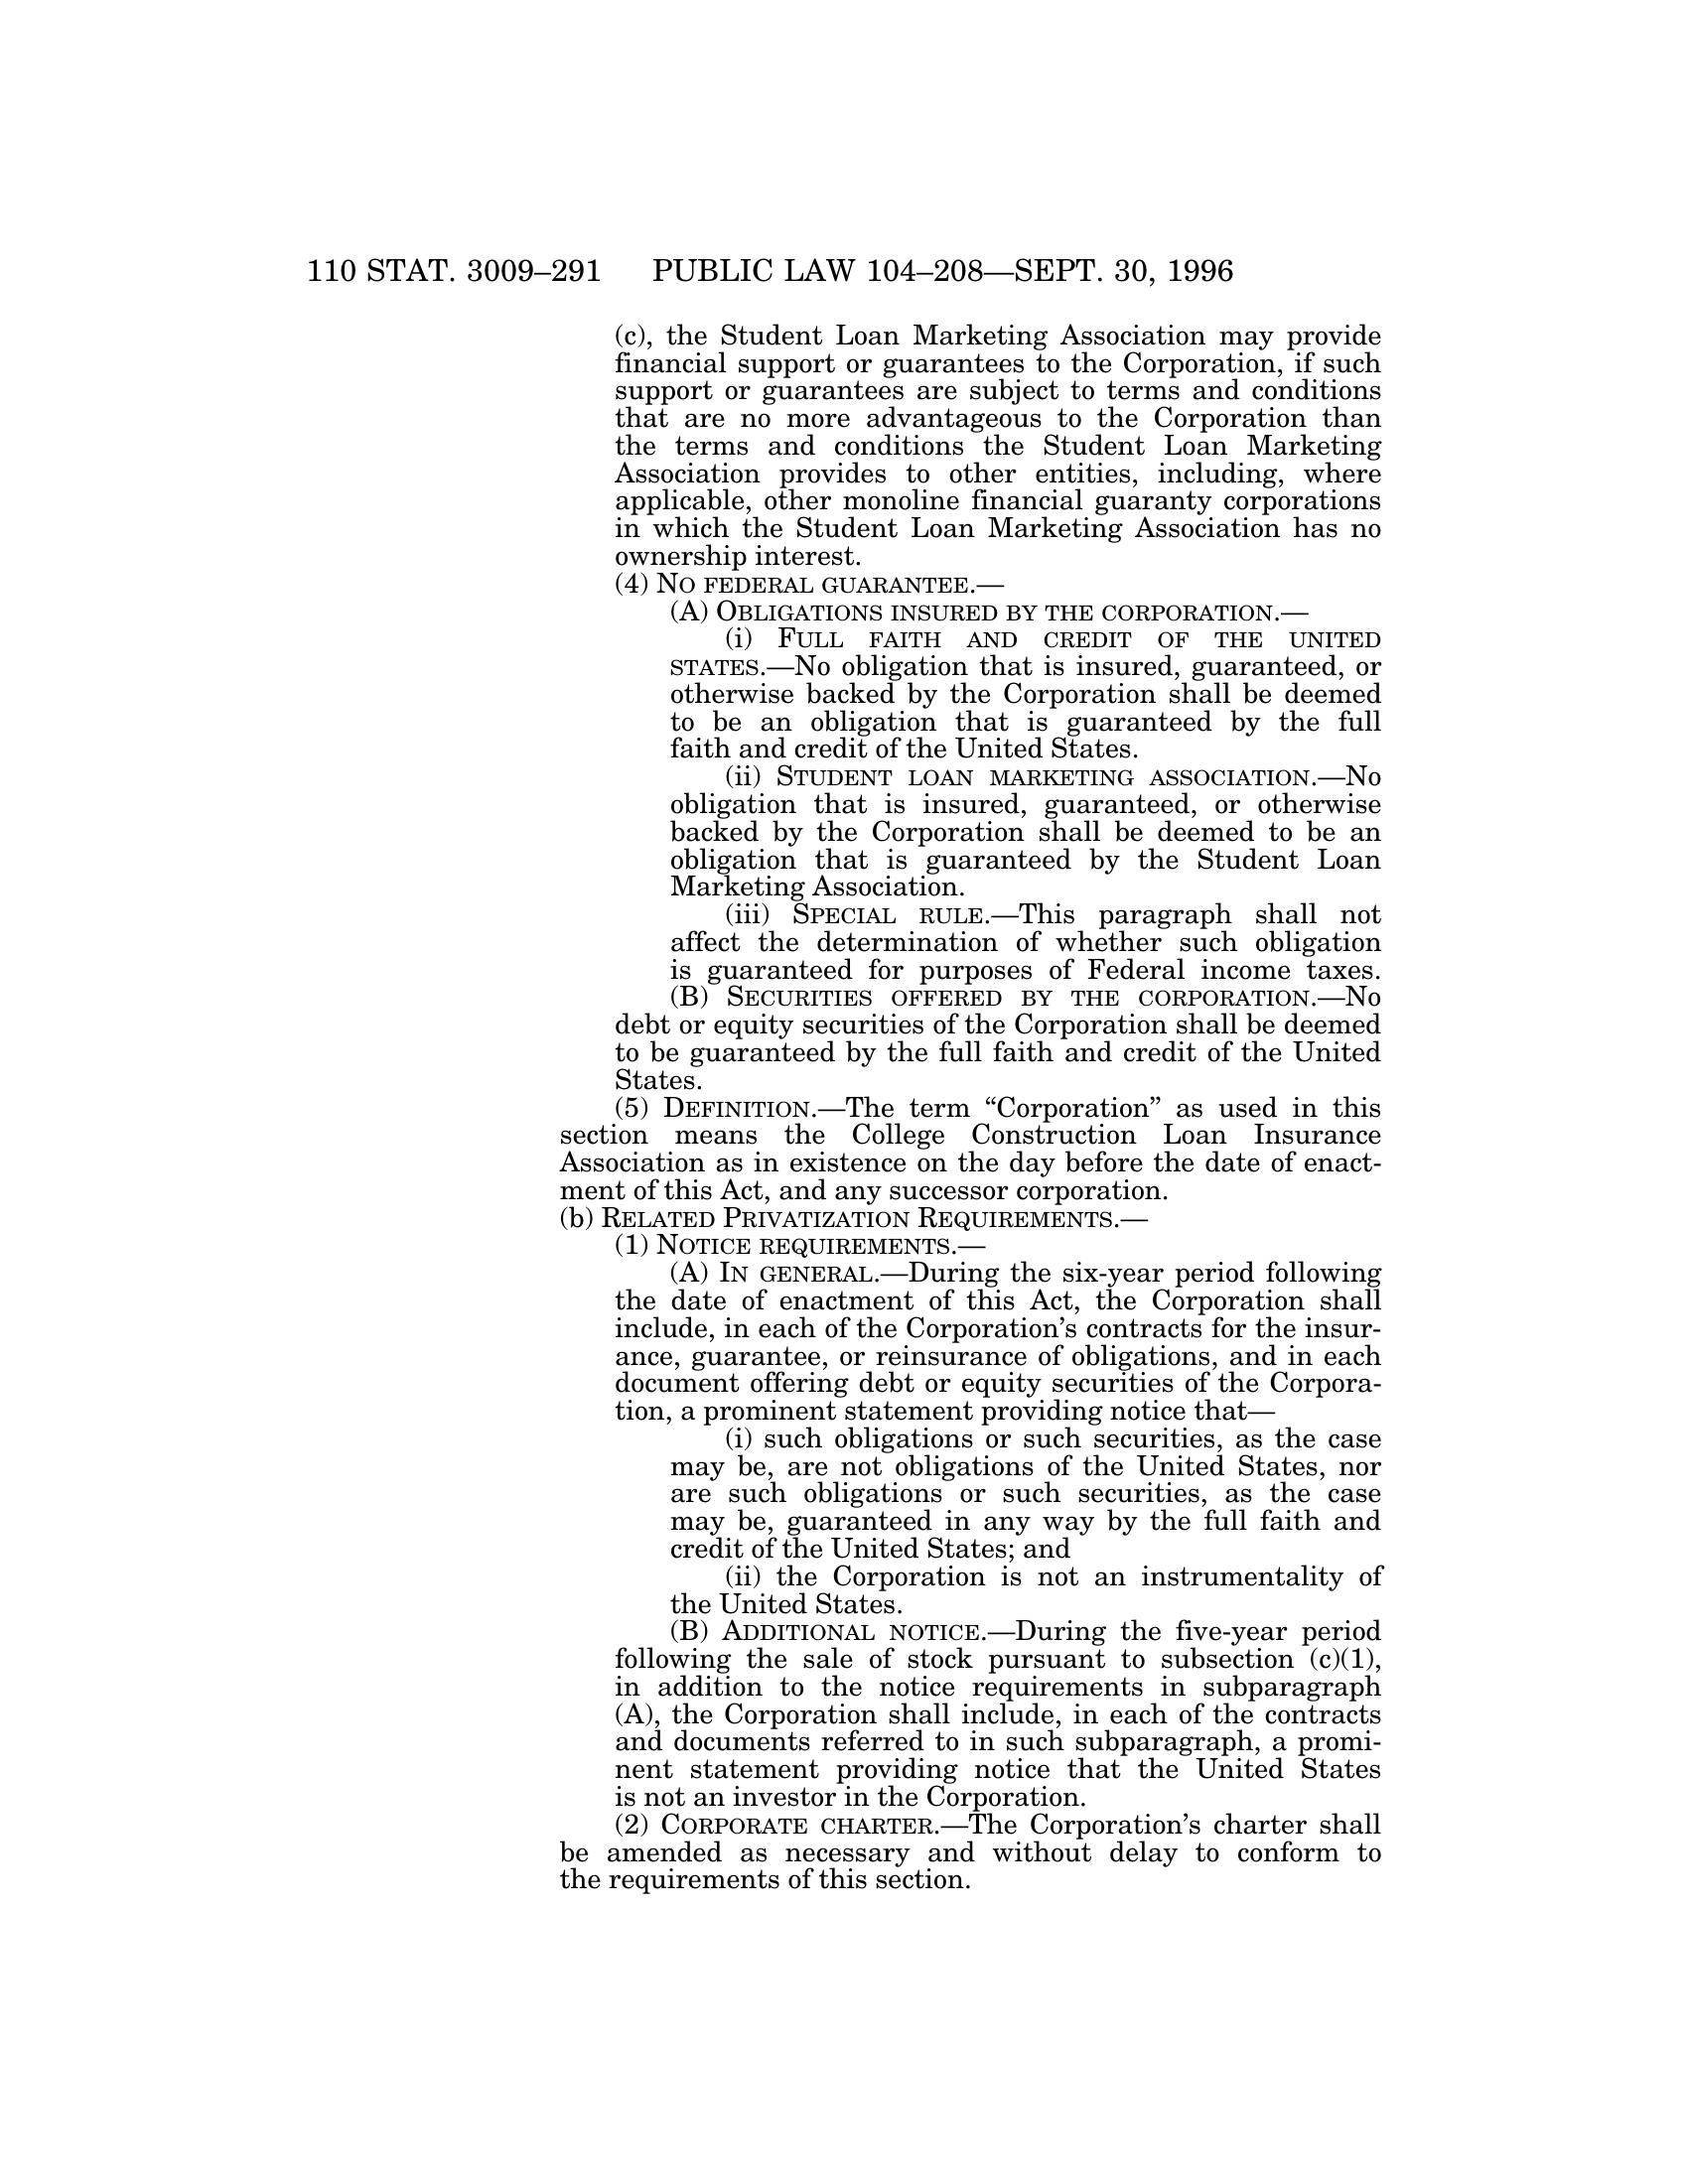 110 STAT. 3009–291 PUBLIC LAW 104–208—SEPT. 30, 1996
(c), the Student Loan Marketing Association may provide
financial support or guarantees to the Corporation, if such
support or guarantees are subject to terms and conditions
that are no more advantageous to the Corporation than
the terms and conditions the Student Loan Marketing
Association provides to other entities, including, where
applicable, other monoline financial guaranty corporations
in which the Student Loan Marketing Association has no
ownership interest.
(4) NO FEDERAL GUARANTEE.—
(A) OBLIGATIONS INSURED BY THE CORPORATION.—
(i) FULL FAITH AND CREDIT OF THE UNITED
STATES.—No obligation that is insured, guaranteed, or
otherwise backed by the Corporation shall be deemed
to be an obligation that is guaranteed by the full
faith and credit of the United States.
(ii) STUDENT LOAN MARKETING ASSOCIATION.—No
obligation that is insured, guaranteed, or otherwise
backed by the Corporation shall be deemed to be an
obligation that is guaranteed by the Student Loan
Marketing Association.
(iii) SPECIAL RULE.—This paragraph shall not
affect the determination of whether such obligation
is guaranteed for purposes of Federal income taxes.
(B) SECURITIES OFFERED BY THE CORPORATION.—No
debt or equity securities of the Corporation shall be deemed
to be guaranteed by the full faith and credit of the United
States.
(5) DEFINITION.—The term “Corporation” as used in this
section means the College Construction Loan Insurance
Association as in existence on the day before the date of enact-
ment of this Act, and any successor corporation.
(b) RELATED PRIVATIZATION REQUIREMENTS.—
(1) NOTICE REQUIREMENTS.—
(A) IN GENERAL.—During the six-year period following
the date of enactment of this Act, the Corporation shall
include, in each of the Corporation’s contracts for the insur-
ance, guarantee, or reinsurance of obligations, and in each
document offering debt or equity securities of the Corpora-
tion, a prominent statement providing notice that—
(i) such obligations or such securities, as the case
may be, are not obligations of the United States, nor
are such obligations or such securities, as the case
may be, guaranteed in any way by the full faith and
credit of the United States; and
(ii) the Corporation is not an instrumentality of
the United States.
(B) ADDITIONAL NOTICE.—During the five-year period
following the sale of stock pursuant to subsection (c)(1),
in addition to the notice requirements in subparagraph
(A), the Corporation shall include, in each of the contracts
and documents referred to in such subparagraph, a promi-
nent statement providing notice that the United States
is not an investor in the Corporation.
(2) CORPORATE CHARTER.—The Corporation’s charter shall
be amended as necessary and without delay to conform to
the requirements of this section.